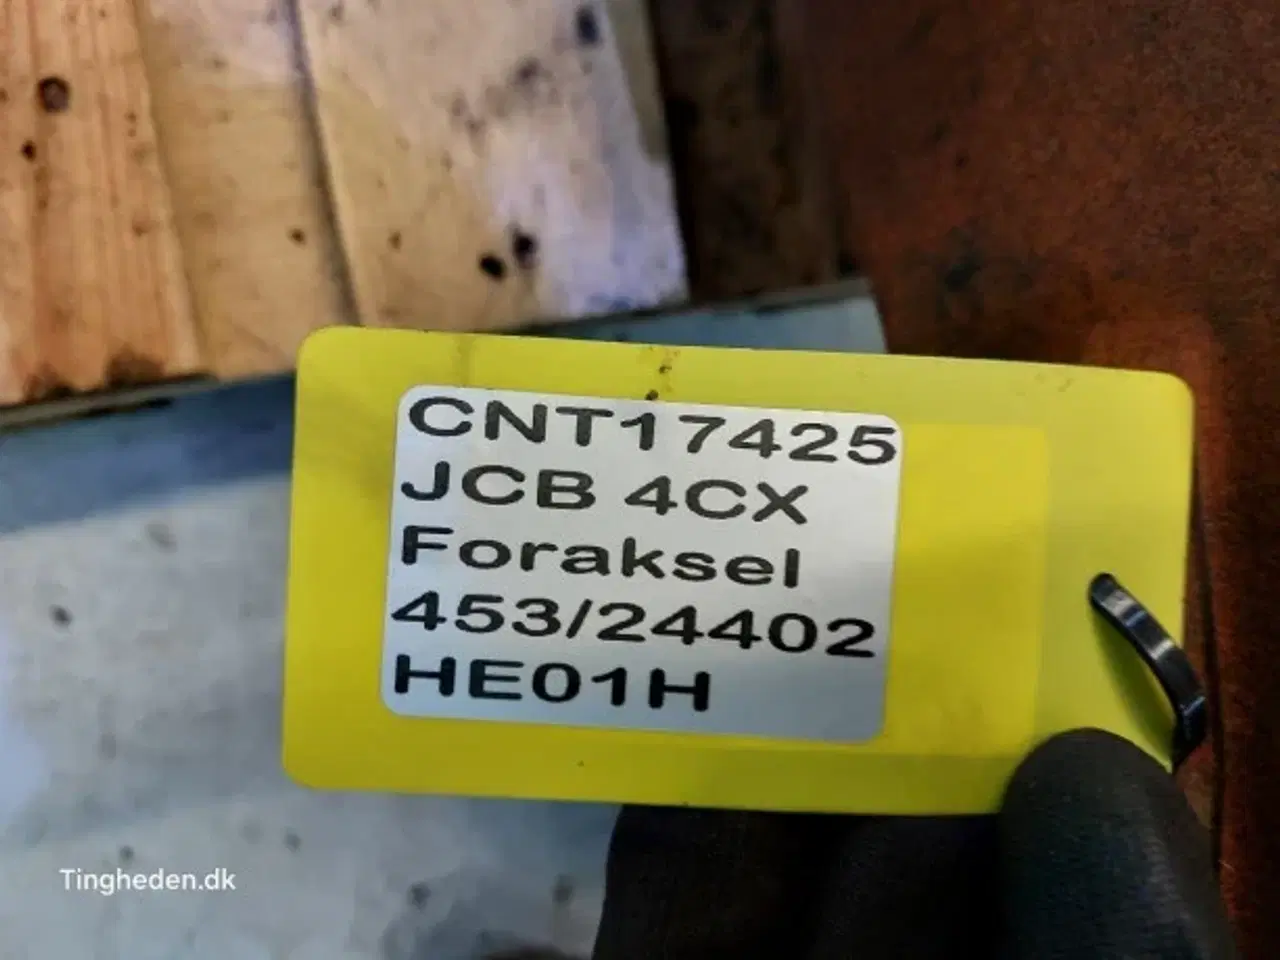 CNT17425
JCB 4CX
Foraksel
453/24402
HE01H
Tingheden.dk